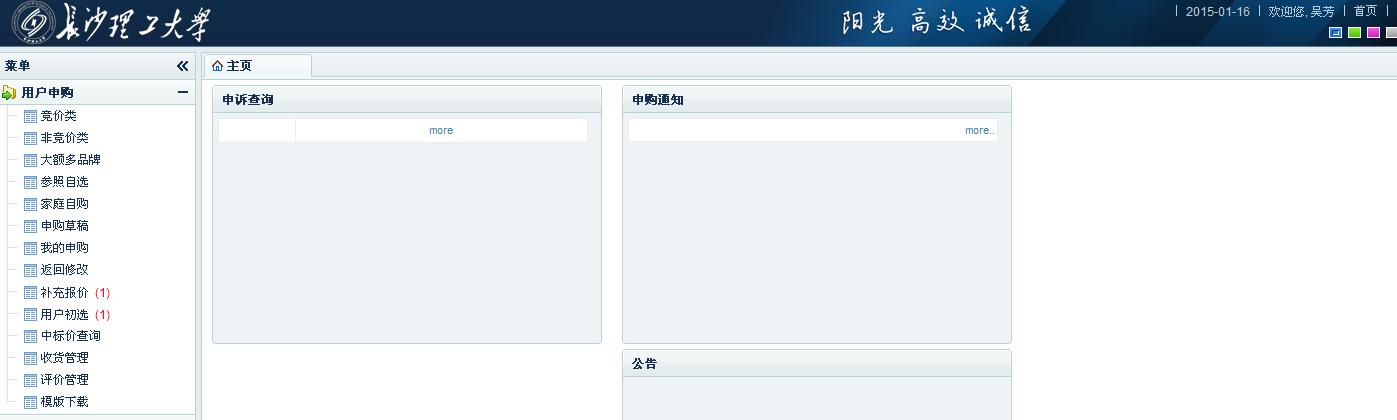 长沙理工大学
阳光 高效 诚信
2015-01-16 | 欢迎您, 吴芳 | 首页 |
菜单
主页
用户申购
竞价类
非竞价类
大额多品牌
参照自选
家庭自购
申购草稿
我的申购
返回修改
补充报价 (1)
用户初选 (1)
中标价查询
收货管理
评价管理
模版下载
申诉查询
more
申购通知
more..
公告